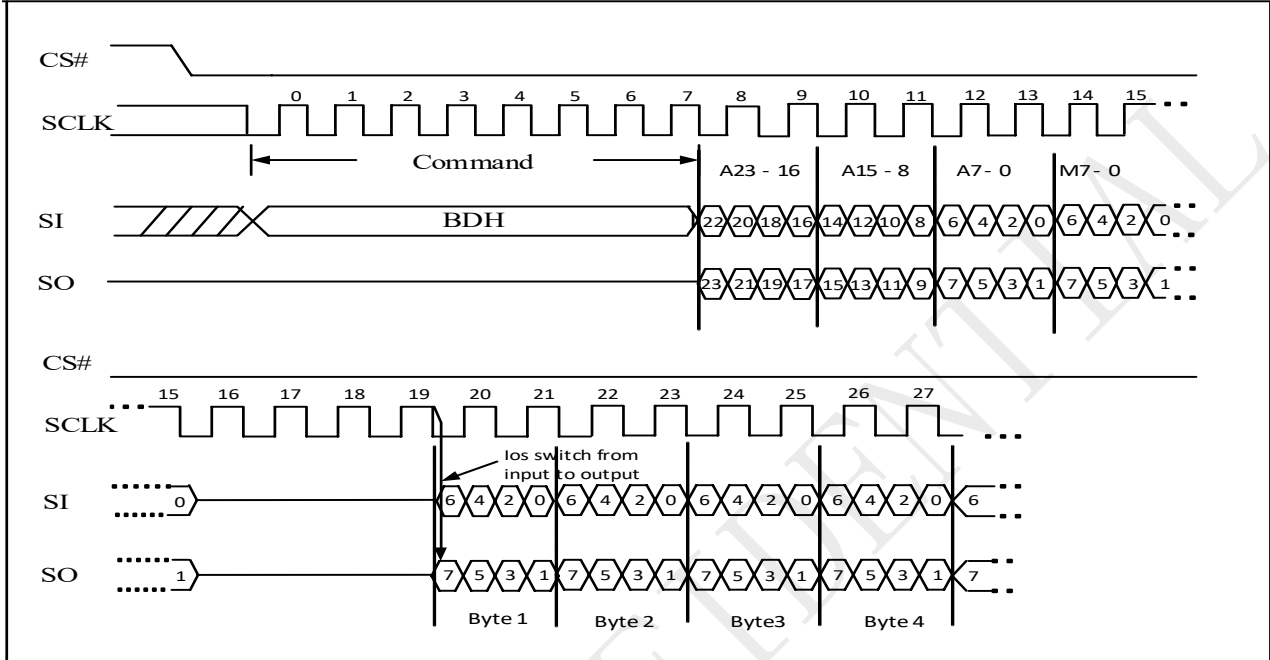 CS#
0 1 2 3 4 5 6 7 8 9 10 11 12 13 14 15
SCLK
Command
A23 - 16 A15 - 8 A7 - 0 M7 - 0
SI BDH 22 20 18 16 14 12 10 8 6 4 2 0 6 4 2 0
SO 23 21 19 17 15 13 11 9 7 5 3 1 7 5 3 1
CS#
15 16 17 18 19 20 21 22 23 24 25 26 27
SCLK
Ios switch from
input to output
SI 0 6 4 2 0 6 4 2 0 6 4 2 0 6 4 2 0 6
SO 1 7 5 3 1 7 5 3 1 7 5 3 1 7 5 3 1 7
Byte 1 Byte 2 Byte3 Byte 4